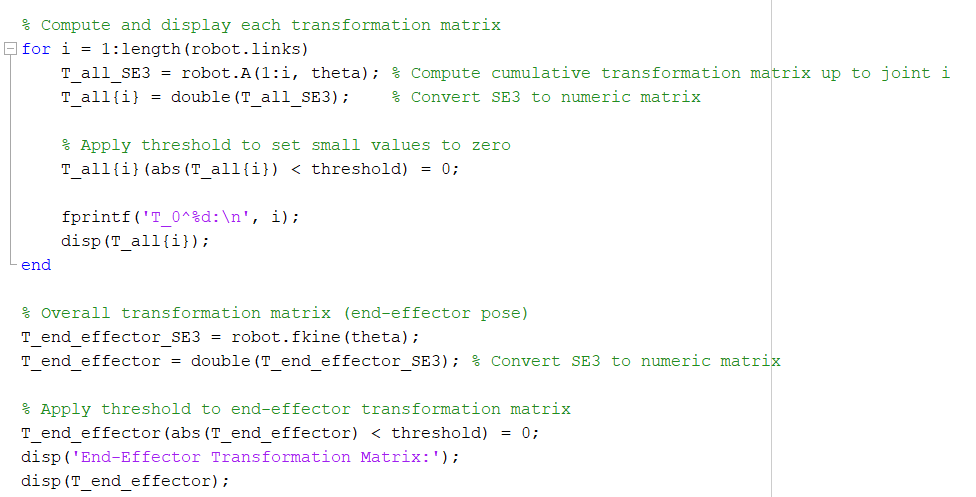 % Compute and display each transformation matrix
for i = 1:length(robot.links)
T_all_SE3 = robot.A(1:i, theta); % Compute cumulative transformation matrix up to joint i
T_all{i} = double(T_all_SE3); % Convert SE3 to numeric matrix
% Apply threshold to set small values to zero
T_all{i}(abs(T_all{i}) < threshold) = 0;
fprintf('T_0^%d:\n', i);
disp(T_all{i});
end
% Overall transformation matrix (end-effector pose)
T_end_effector_SE3 = robot.fkine(theta);
T_end_effector = double(T_end_effector_SE3); % Convert SE3 to numeric matrix
% Apply threshold to end-effector transformation matrix
T_end_effector(abs(T_end_effector) < threshold) = 0;
disp('End-Effector Transformation Matrix:');
disp(T_end_effector);